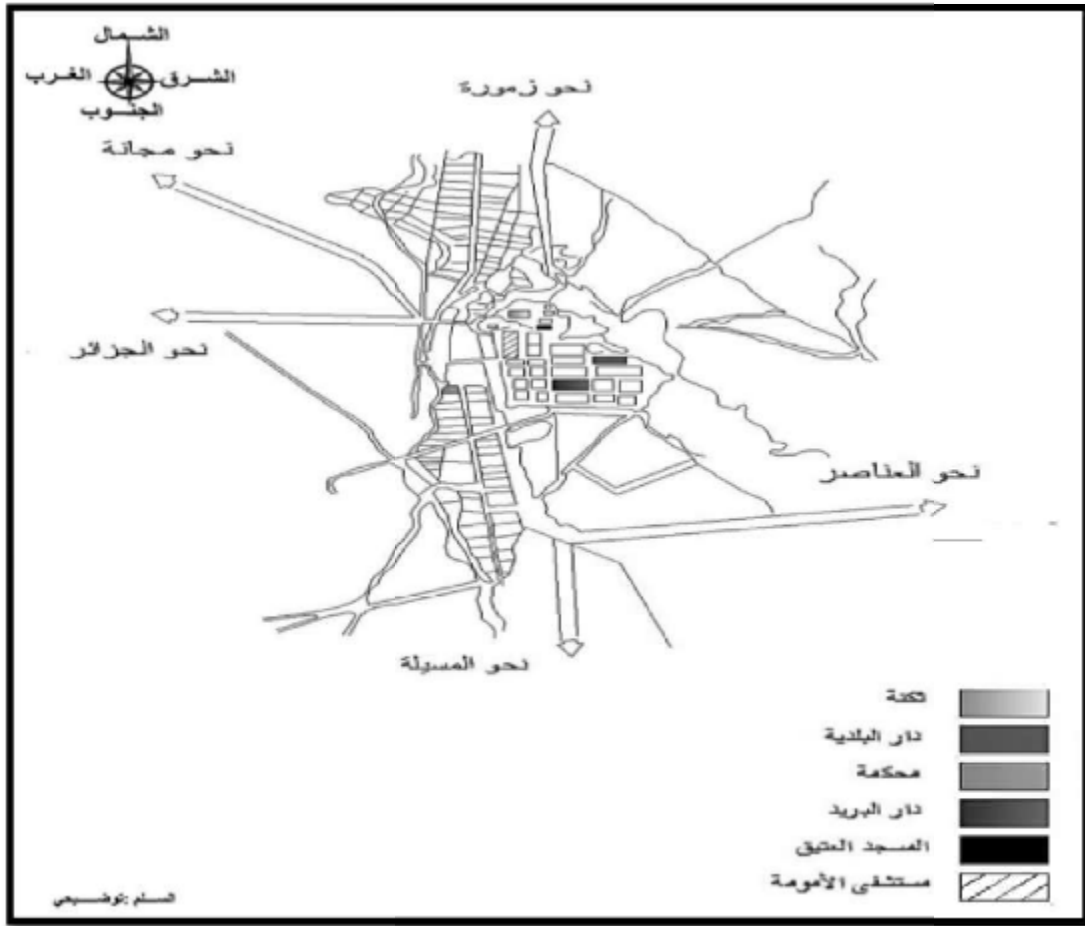 الشمال
الشرق
الغرب
الجنوب
نحو زمورة
نحو مجانة
نحو الجزائر
نحو العناصر
نحو المسيلة
ثكنة
دار البلدية
محكمة
دار البريد
المسجد العتيق
مستشفى الأمومة
السلم :توضيحي